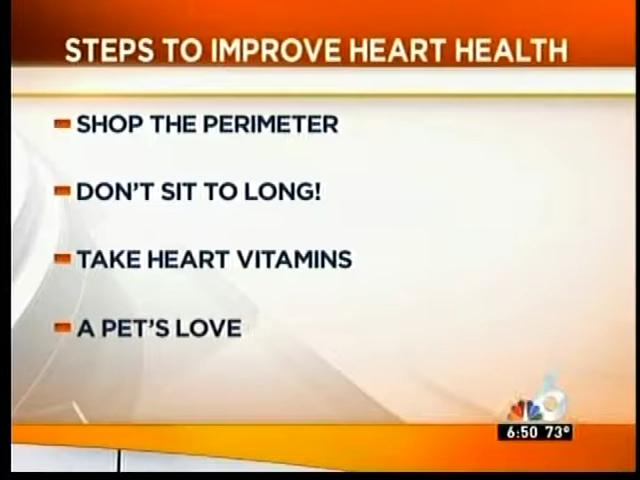 STEPS TO IMPROVE HEART HEALTH
SHOP THE PERIMETER
DON'T SIT TO LONG!
TAKE HEART VITAMINS
A PET'S LOVE
6
6:50 73°